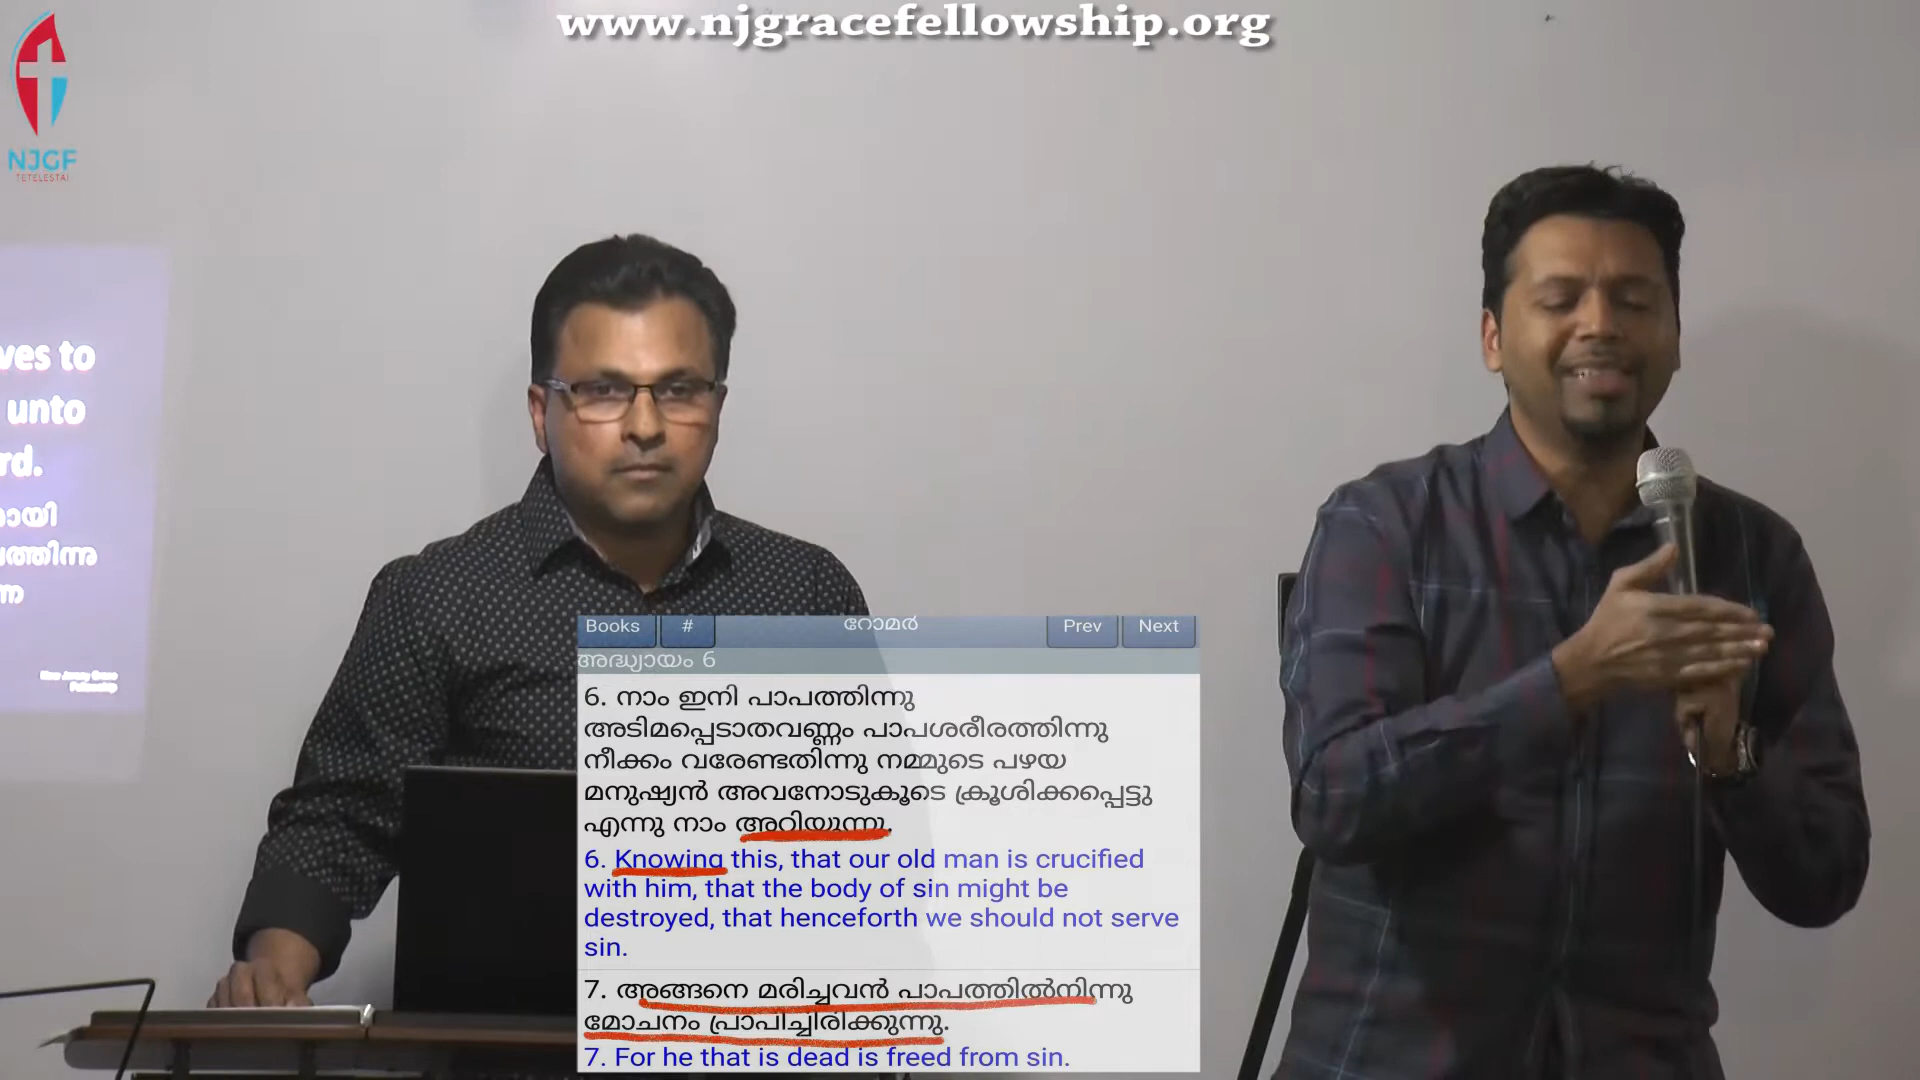 www.njgracefellowship.org
NJGF
TETELESTAI
ves to
unto
rd.
മായി
ത്തിന്നു
ന്ന
New Jersey Grace
Fellowship
Books # റോമർ Prev Next
അദ്ധ്യായം 6
6. നാം ഇനി പാപത്തിന്നു
അടിമപ്പെടാതവണ്ണം പാപശരീരത്തിന്നു
നീക്കം വരേണ്ടതിന്നു നമ്മുടെ പഴയ
മനുഷ്യൻ അവനോടുകൂടെ ക്രൂശിക്കപ്പെട്ടു
എന്നു നാം അറിയുന്നു.
6. Knowing this, that our old man is crucified
with him, that the body of sin might be
destroyed, that henceforth we should not serve
sin.
7. അങ്ങനെ മരിച്ചവൻ പാപത്തിൽനിന്നു
മോചനം പ്രാപിച്ചിരിക്കുന്നു.
7. For he that is dead is freed from sin.